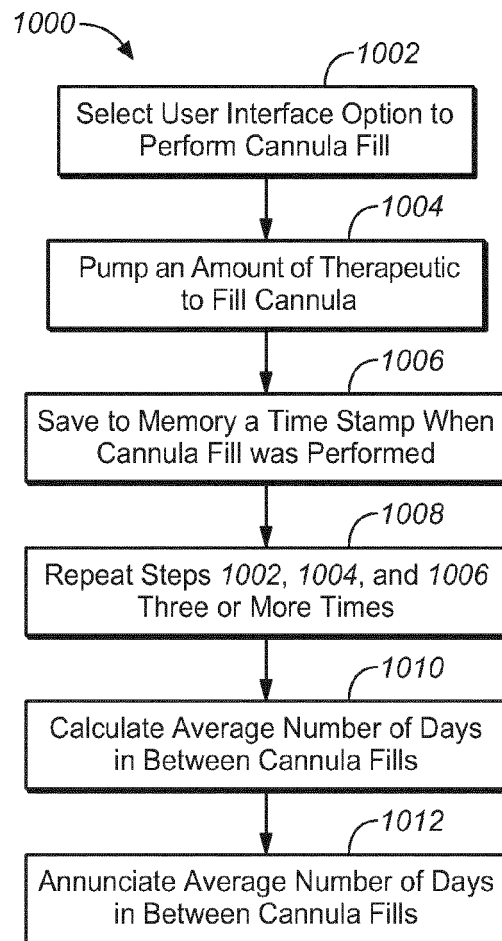 1000
1002
Select User Interface Option to
Perform Cannula Fill
1004
Pump an Amount of Therapeutic
to Fill Cannula
1006
Save to Memory a Time Stamp When
Cannula Fill was Performed
1008
Repeat Steps 1002, 1004, and 1006
Three or More Times
1010
Calculate Average Number of Days
in Between Cannula Fills
1012
Annunciate Average Number of Days
in Between Cannula Fills